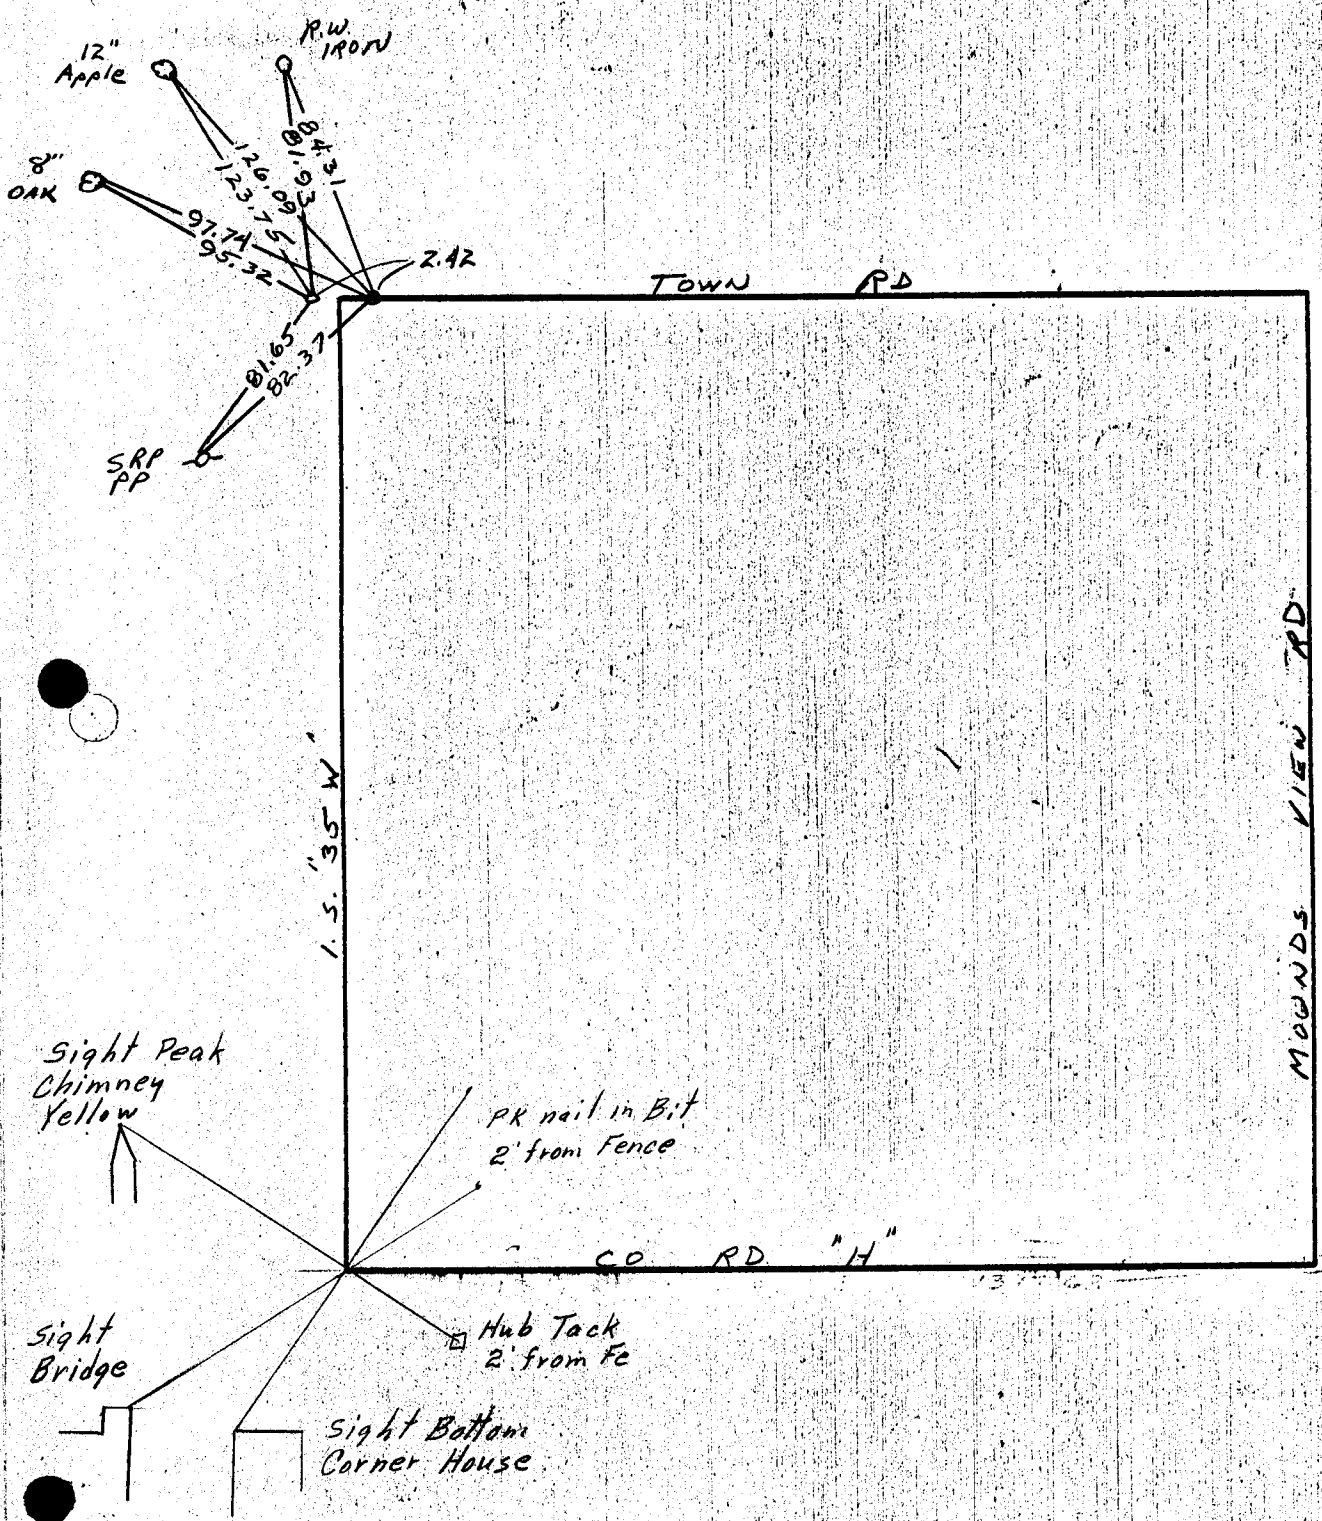 R.W.
IRON
12"
Apple
8"
OAK
84.31
81.93
126.09
123.75
97.74
95.32
2.42
TOWN RD
81.65
82.37
SRP
PP
MOUNDS VIEW RD
I.S. "35 W"
Sight Peak
Chimney
Yellow
PK nail in Bit
2' from Fence
CO RD "H"
Hub Tack
2' from Fe
Sight
Bridge
Sight Bottom
Corner House